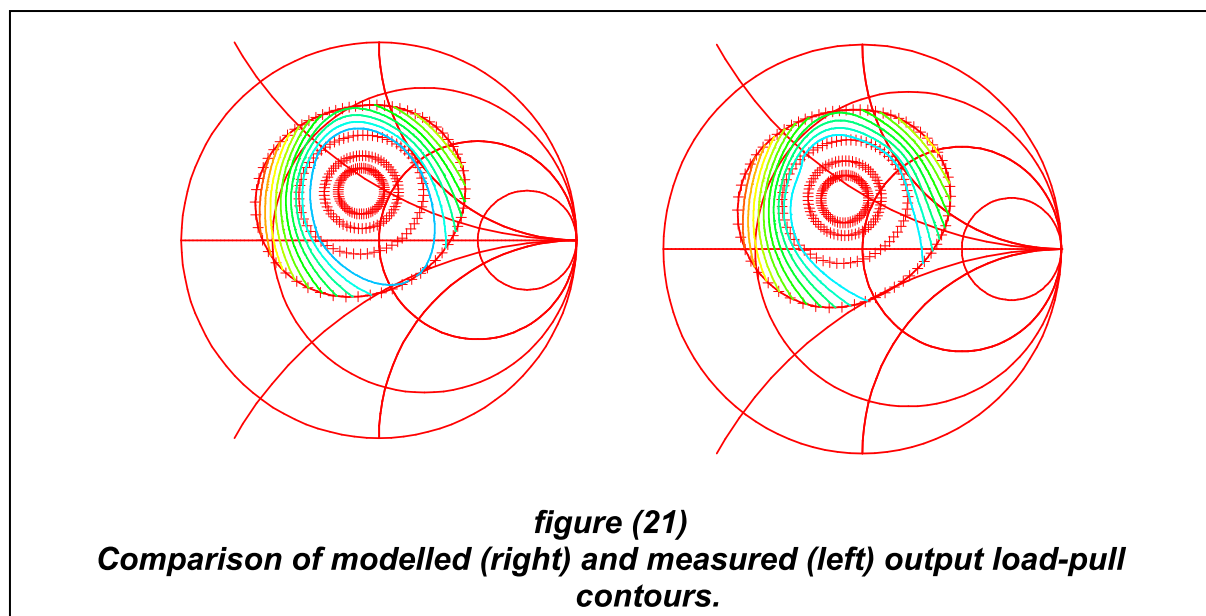 figure (21)
Comparison of modelled (right) and measured (left) output load-pull
contours.